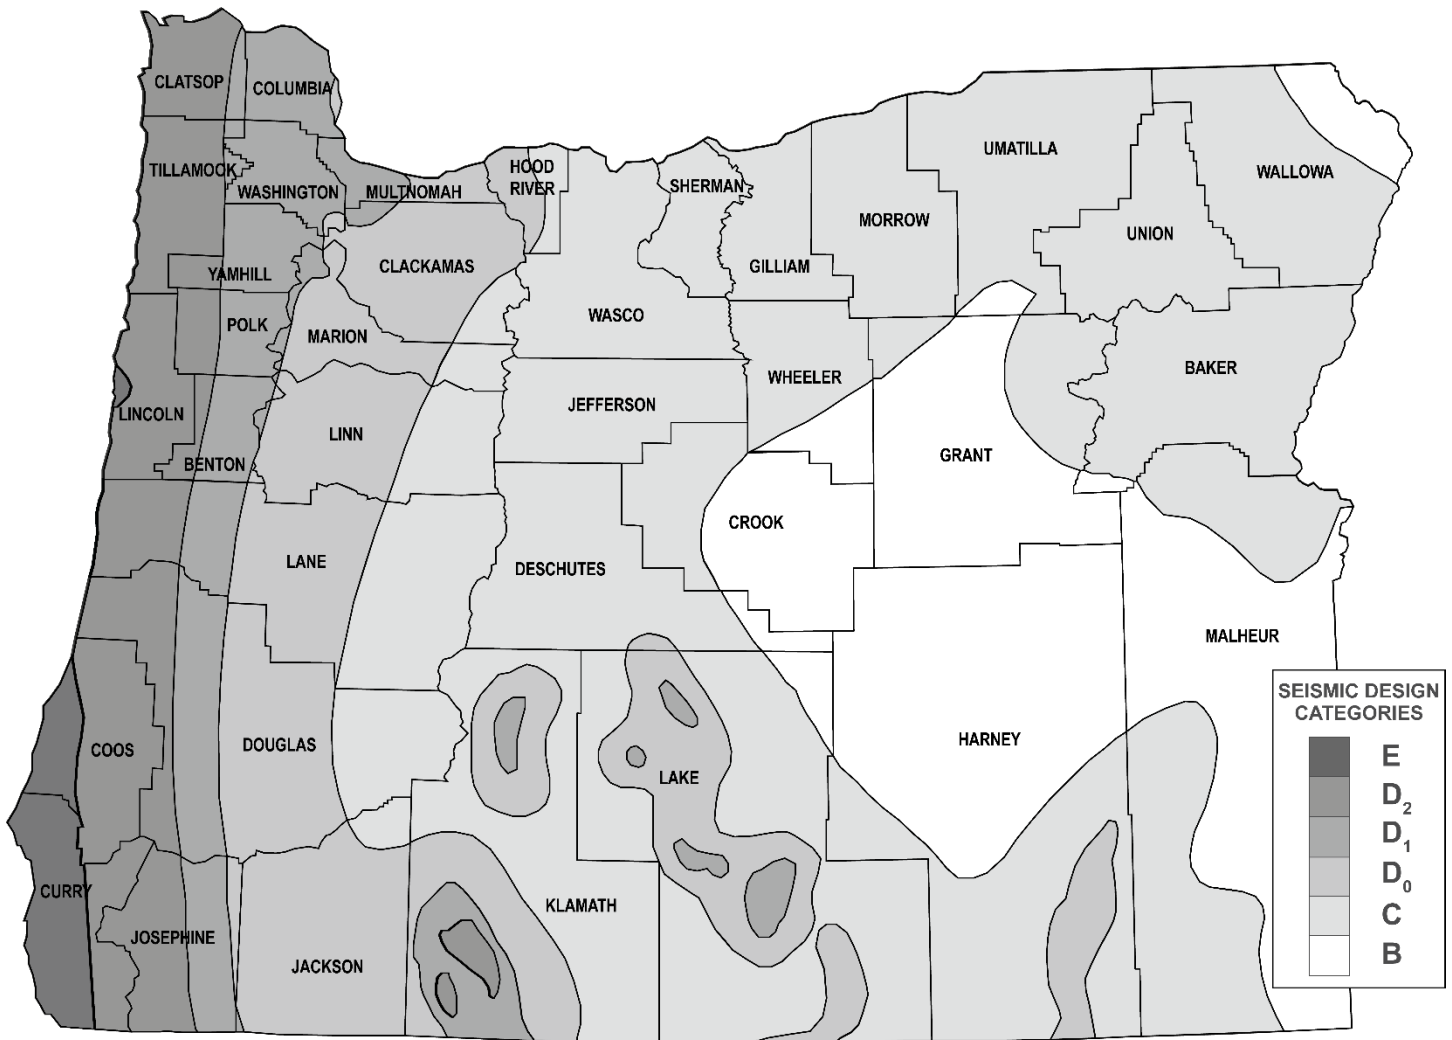 CLATSOP
COLUMBIA
TILLAMOOK
WASHINGTON
MULTNOMAH
HOOD
RIVER
SHERMAN
UMATILLA
WALLOWA
MORROW
UNION
GILLIAM
YAMHILL
CLACKAMAS
POLK
MARION
WASCO
WHEELER
BAKER
JEFFERSON
LINCOLN
LINN
BENTON
GRANT
CROOK
LANE
DESCHUTES
MALHEUR
COOS
DOUGLAS
LAKE
HARNEY
CURRY
KLAMATH
JOSEPHINE
JACKSON
SEISMIC DESIGN
CATEGORIES
E
D2
D1
D0
C
B